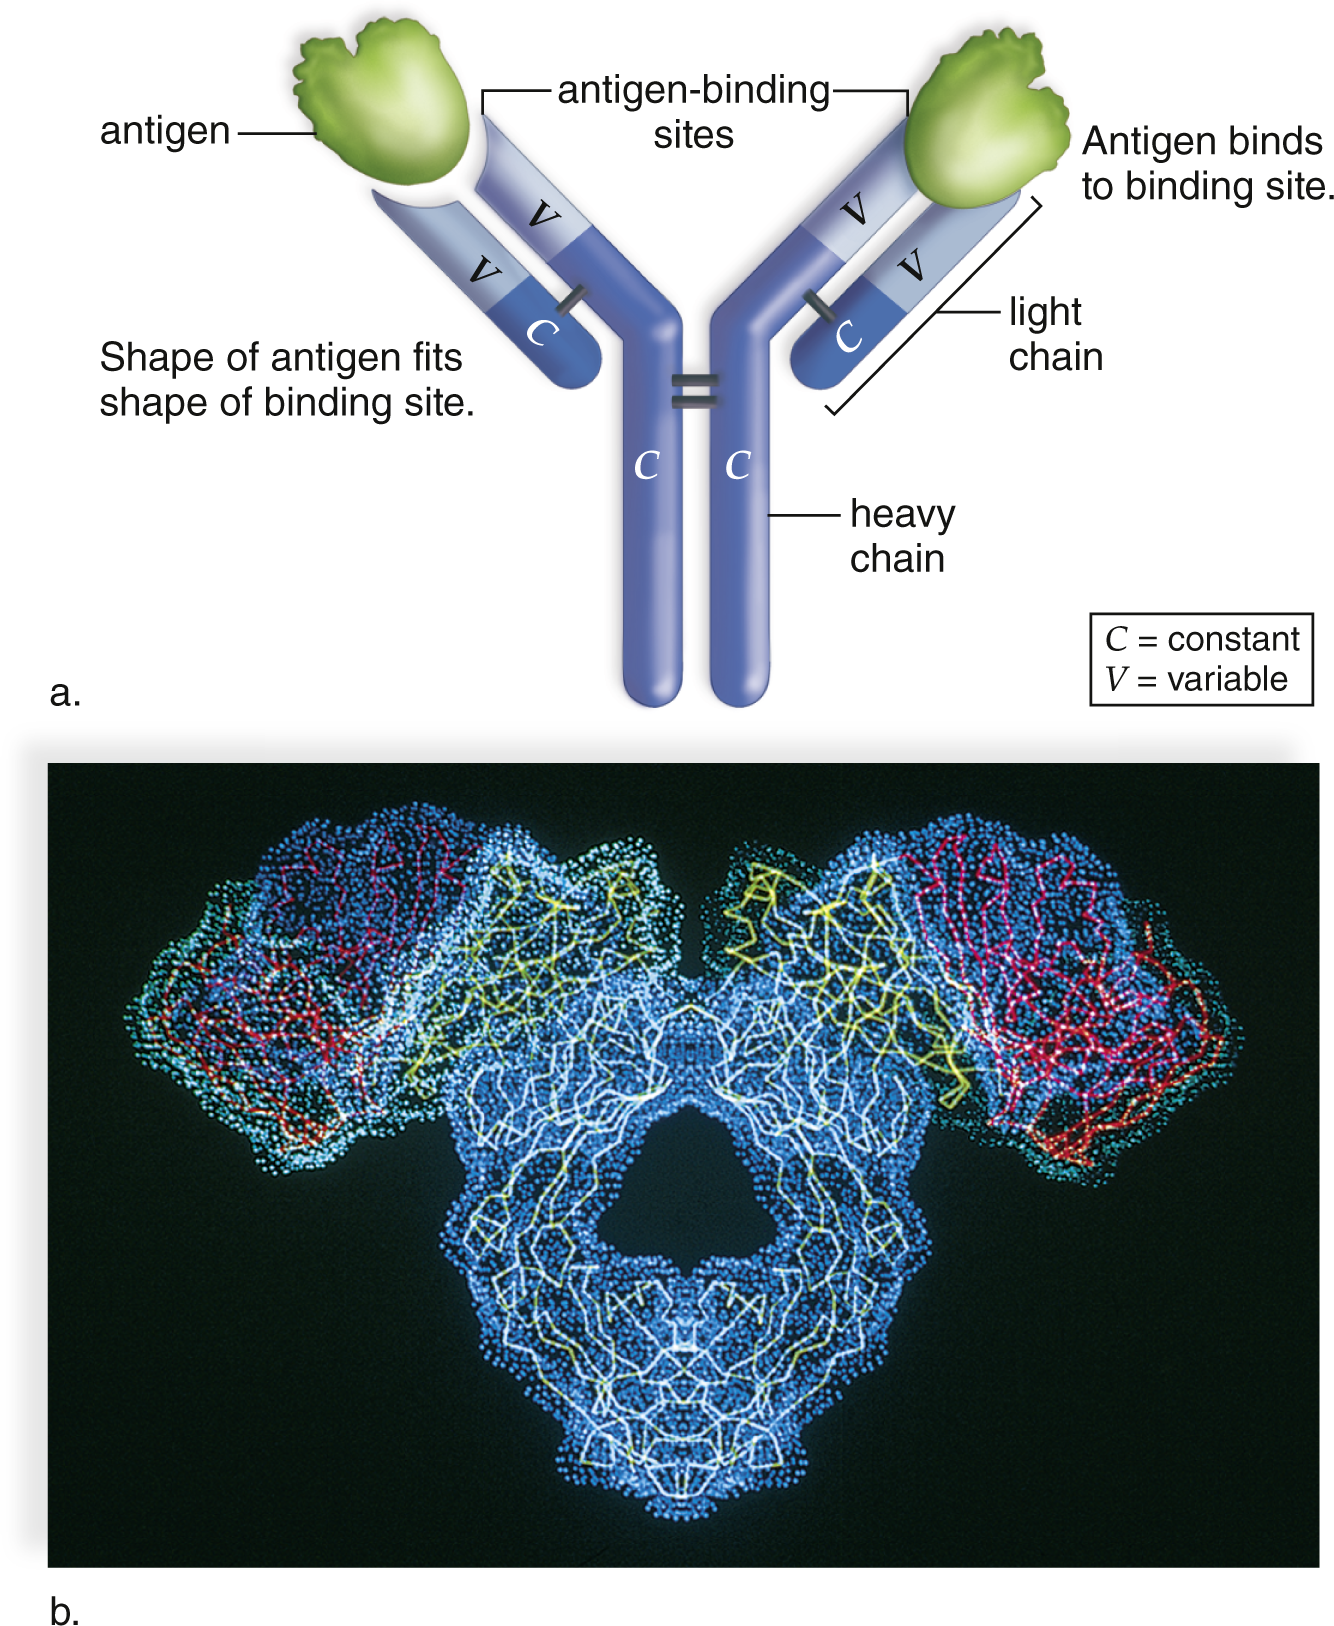 antigen
antigen-binding
sites
Antigen binds
to binding site.
V
V
V
V
C
C
light
chain
Shape of antigen fits
shape of binding site.
C
C
heavy
chain
C = constant
V = variable
a.
b.